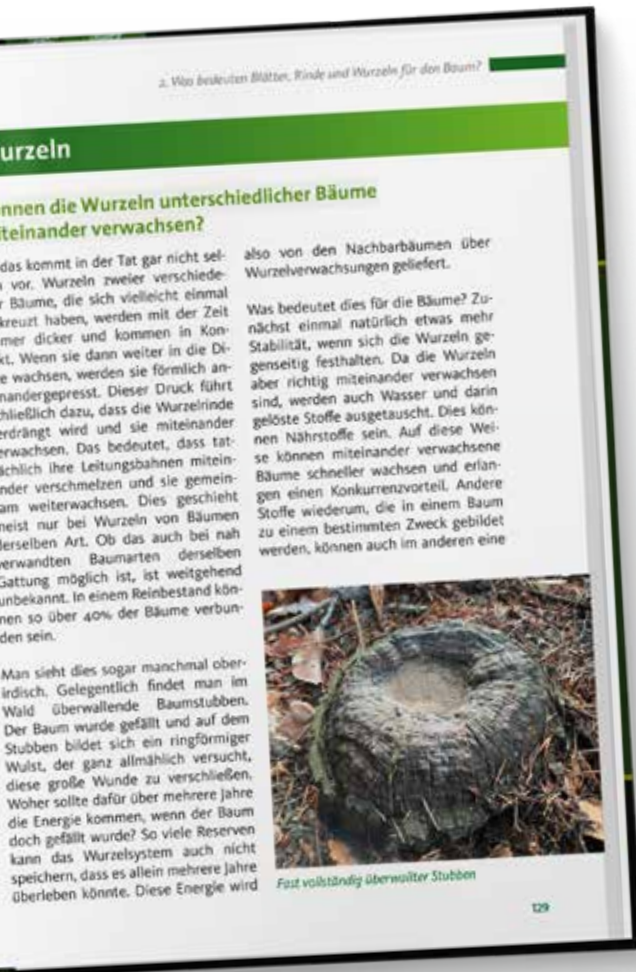 2. Was bedeuten Blätter, Rinde und Wurzeln für den Baum?
urzeln
nnen die Wurzeln unterschiedlicher Bäume
iteinander verwachsen?
das kommt in der Tat gar nicht sel-
vor. Wurzeln zweier verschiede-
r Bäume, die sich vielleicht einmal
kreuzt haben, werden mit der Zeit
mer dicker und kommen in Kon-
kt. Wenn sie dann weiter in die Di-
e wachsen, werden sie förmlich an-
nandergepresst. Dieser Druck führt
chließlich dazu, dass die Wurzelrinde
erdrängt wird und sie miteinander
erwachsen. Das bedeutet, dass tat-
ächlich ihre Leitungsbahnen mitein-
nder verschmelzen und sie gemein-
am weiterwachsen. Dies geschieht
meist nur bei Wurzeln von Bäumen
derselben Art. Ob das auch bei nah
verwandten Baumarten derselben
Gattung möglich ist, ist weitgehend
unbekannt. In einem Reinbestand kön-
nen so über 40% der Bäume verbun-
den sein.
Man sieht dies sogar manchmal ober-
irdisch. Gelegentlich findet man im
Wald überwallende Baumstubben.
Der Baum wurde gefällt und auf dem
Stubben bildet sich ein ringförmiger
Wulst, der ganz allmählich versucht,
diese große Wunde zu verschließen.
Woher sollte dafür über mehrere Jahre
die Energie kommen, wenn der Baum
doch gefällt wurde? So viele Reserven
kann das Wurzelsystem auch nicht
speichern, dass es allein mehrere Jahre
überleben könnte. Diese Energie wird
also von den Nachbarbäumen über
Wurzelverwachsungen geliefert.
Was bedeutet dies für die Bäume? Zu-
nächst einmal natürlich etwas mehr
Stabilität, wenn sich die Wurzeln ge-
genseitig festhalten. Da die Wurzeln
aber richtig miteinander verwachsen
sind, werden auch Wasser und darin
gelöste Stoffe ausgetauscht. Dies kön-
nen Nährstoffe sein. Auf diese Wei-
se können miteinander verwachsene
Bäume schneller wachsen und erlan-
gen einen Konkurrenzvorteil. Andere
Stoffe wiederum, die in einem Baum
zu einem bestimmten Zweck gebildet
werden, können auch im anderen eine
Fast vollständig überwallter Stubben
129